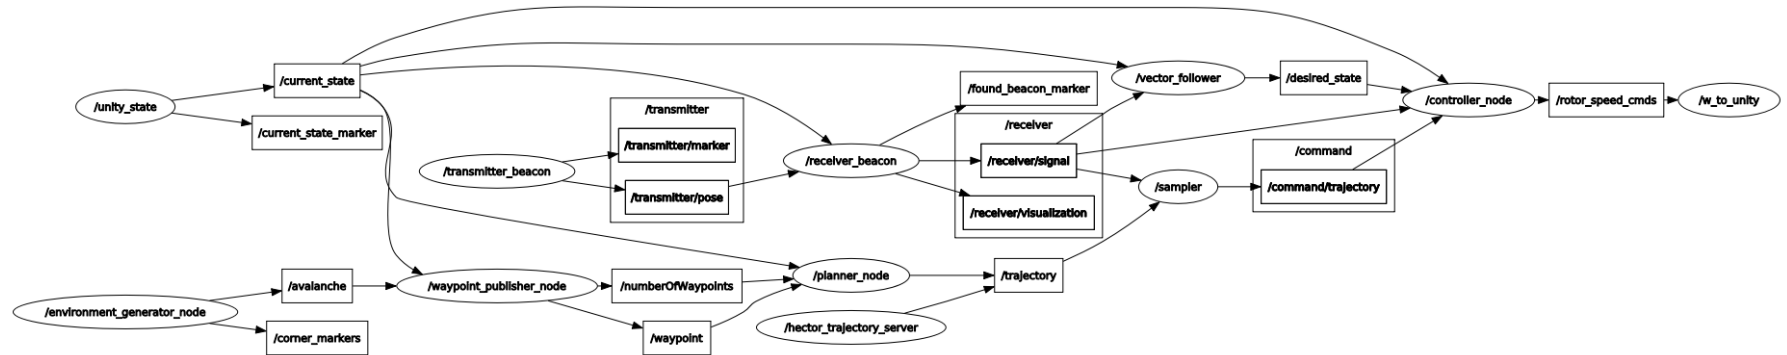 /unity_state
/current_state
/current_state_marker
/transmitter_beacon
/transmitter
/transmitter/marker
/transmitter/pose
/receiver_beacon
/found_beacon_marker
/receiver
/receiver/signal
/receiver/visualization
/vector_follower
/desired_state
/sampler
/command
/command/trajectory
/controller_node
/rotor_speed_cmds
/w_to_unity
/environment_generator_node
/avalanche
/corner_markers
/waypoint_publisher_node
/numberOfWaypoints
/waypoint
/planner_node
/hector_trajectory_server
/trajectory